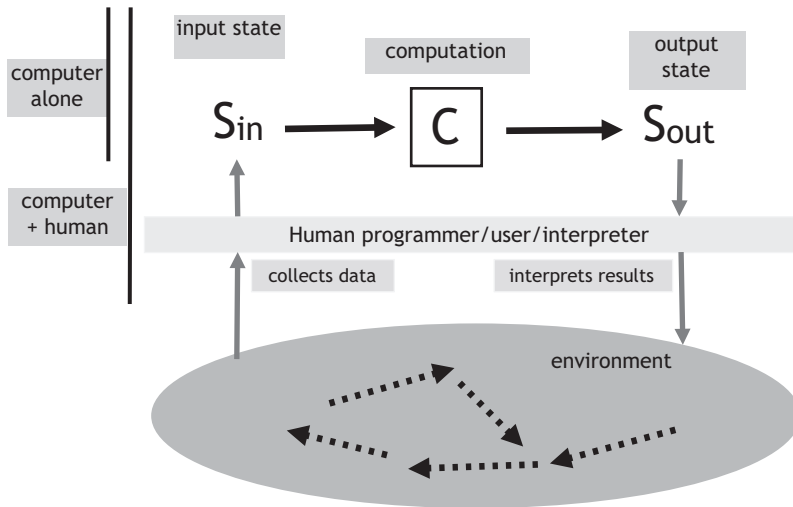 input state
computation
output
state
computer
alone
Sin
C
Sout
computer
+ human
Human programmer/user/interpreter
collects data
interprets results
environment